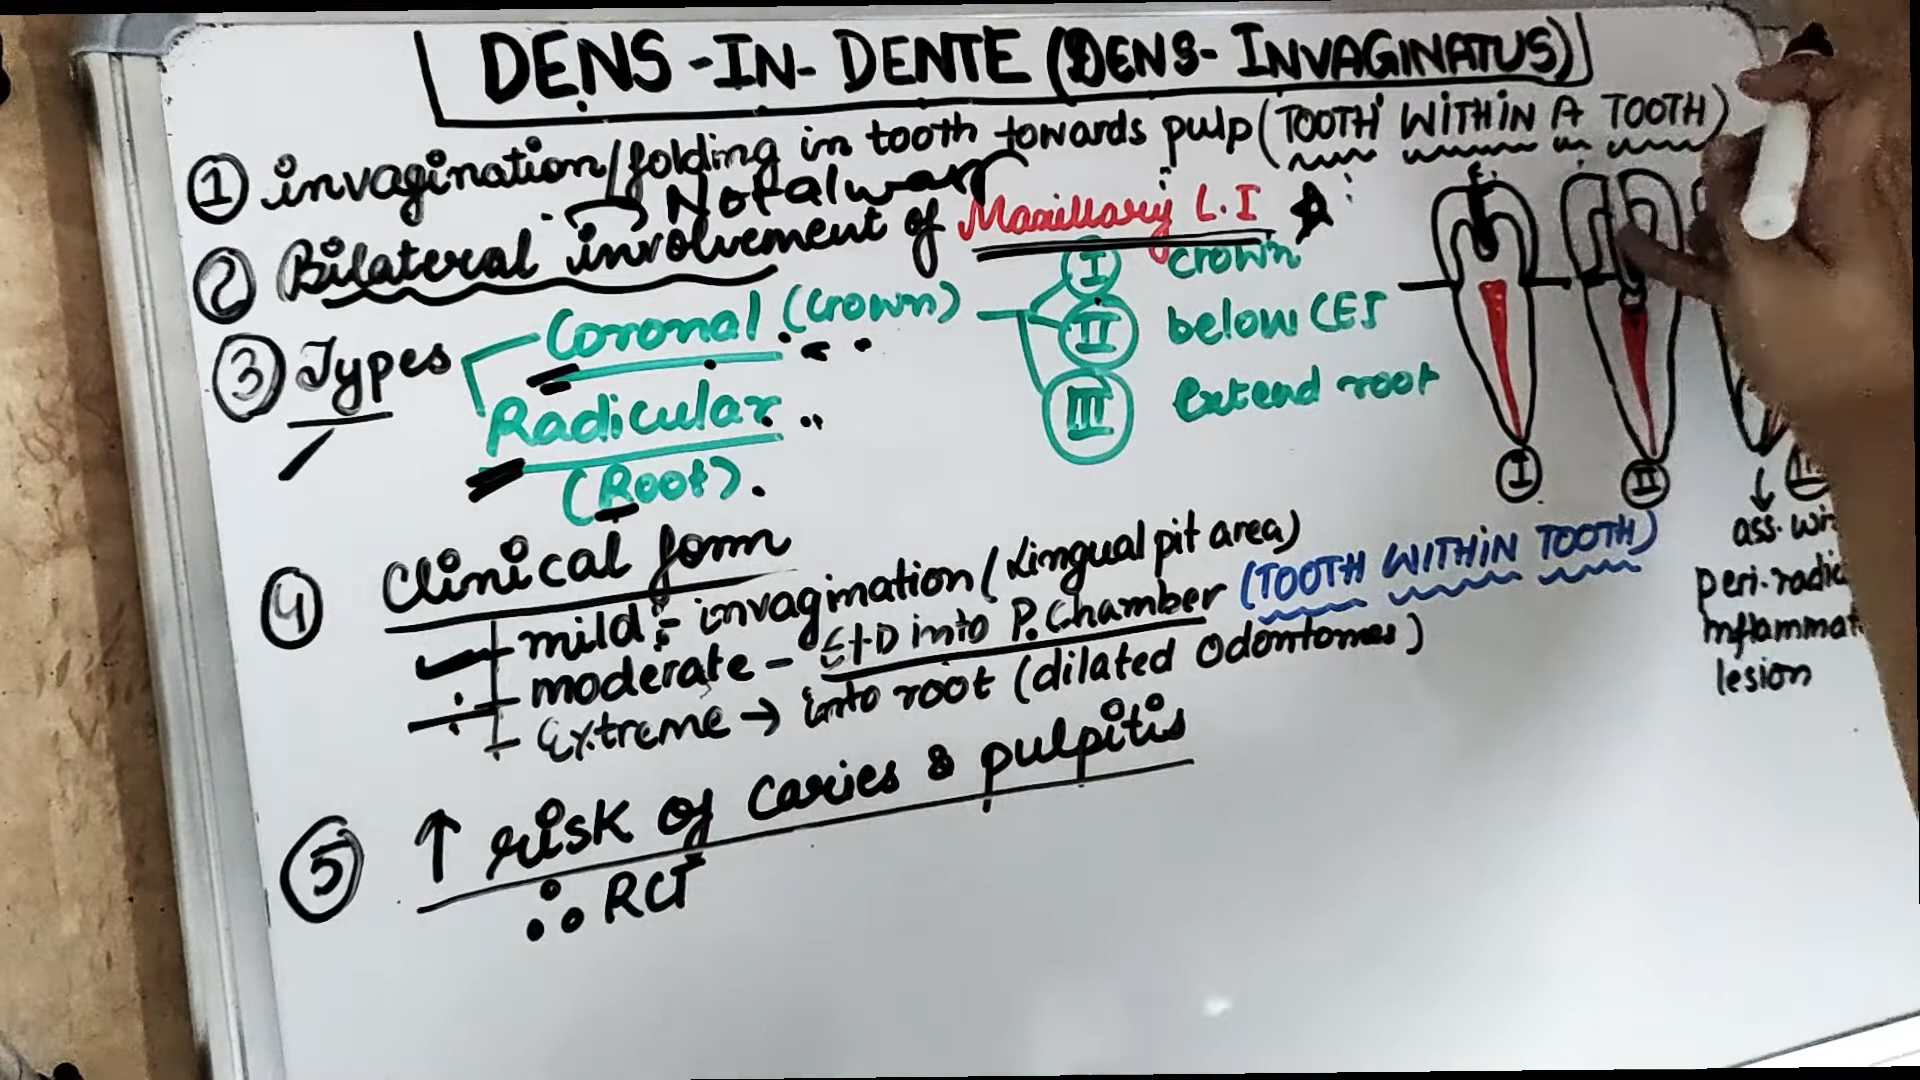 DENS-IN-DENTE (DENS-INVAGINATUS)
① invagination/folding in tooth towards pulp (TOOTH WITHIN A TOOTH)
Not always
② Bilateral involvement of Maxillary L.I
③ Types
Coronal (Crown)
Radicular
(Root).
I crown
II below CEJ
III Extend root
I
II
ass. wi
peri-radic
Inflammat
lesion
④ Clinical form
mild :- invagination (Lingual pit area)
moderate - E+D into P. Chamber (TOOTH WITHIN TOOTH)
Extreme → into root (dilated Odontomas)
⑤ ↑ risk of Caries & pulpitis
∴ RCT